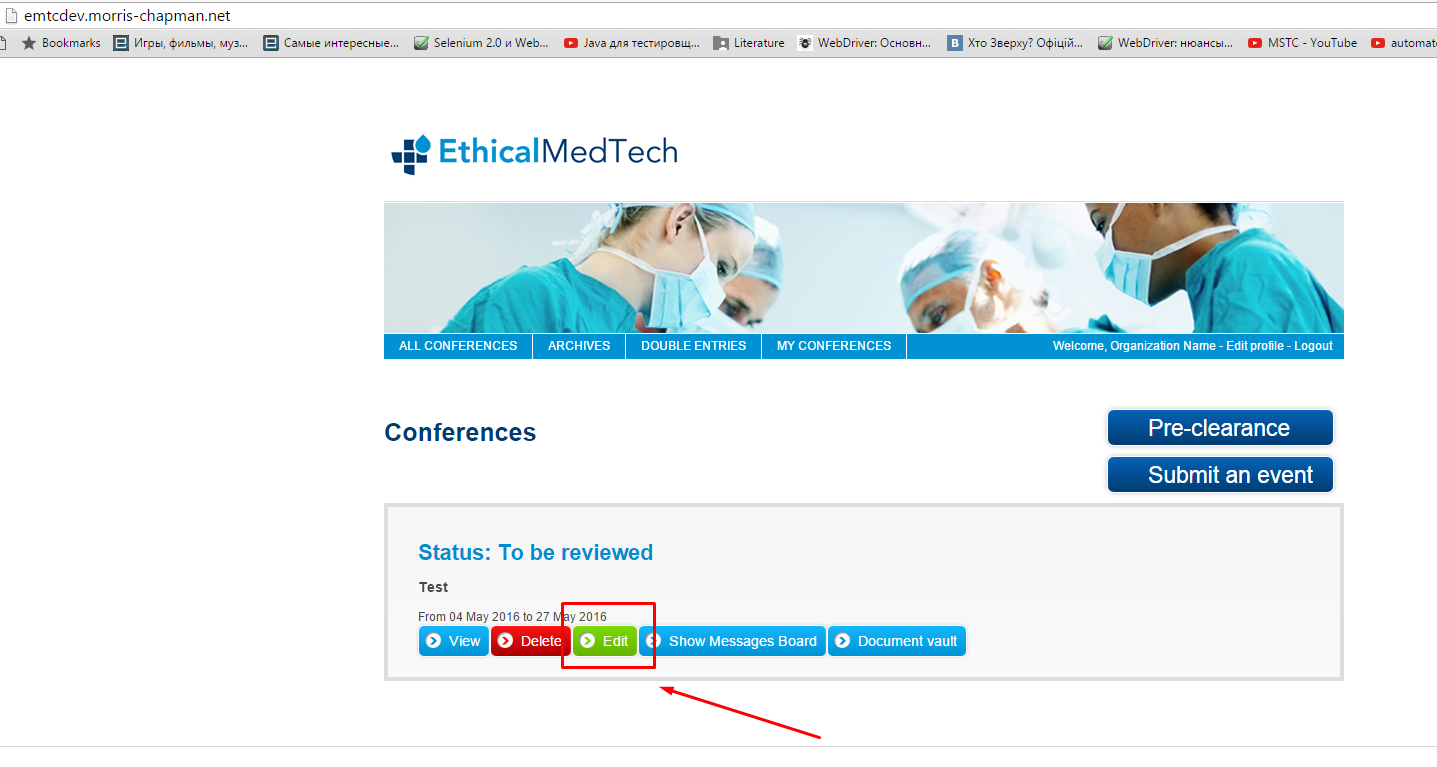 emtcdev.morris-chapman.net
Bookmarks Игры, фильмы, муз... Самые интересные... Selenium 2.0 и Web... Java для тестировщ... Literature WebDriver: Основн... Хто Зверху? Офіцій... WebDriver: нюансы... MSTC - YouTube automat
EthicalMedTech
ALL CONFERENCES ARCHIVES DOUBLE ENTRIES MY CONFERENCES Welcome, Organization Name - Edit profile - Logout
Conferences
Pre-clearance
Submit an event
Status: To be reviewed
Test
From 04 May 2016 to 27 May 2016
View Delete Edit Show Messages Board Document vault